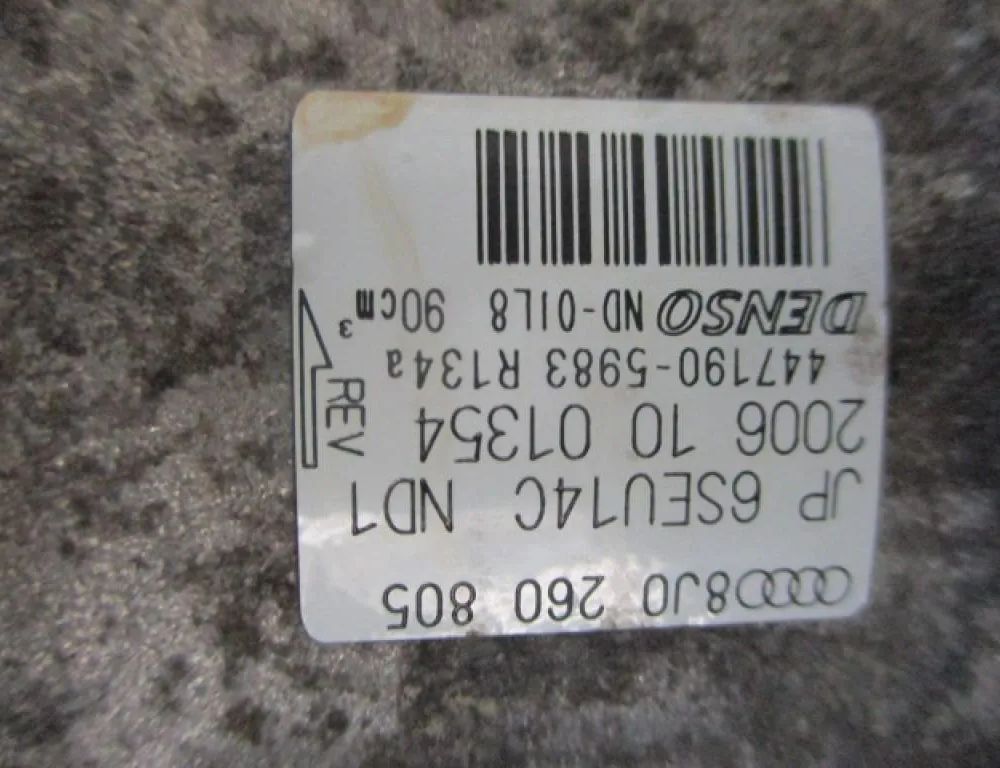 8J0 260 805
JP 6SEU14C ND1
2006 10 01354
447190-5983 R134a
DENSO ND-OIL8 90cm³
REV